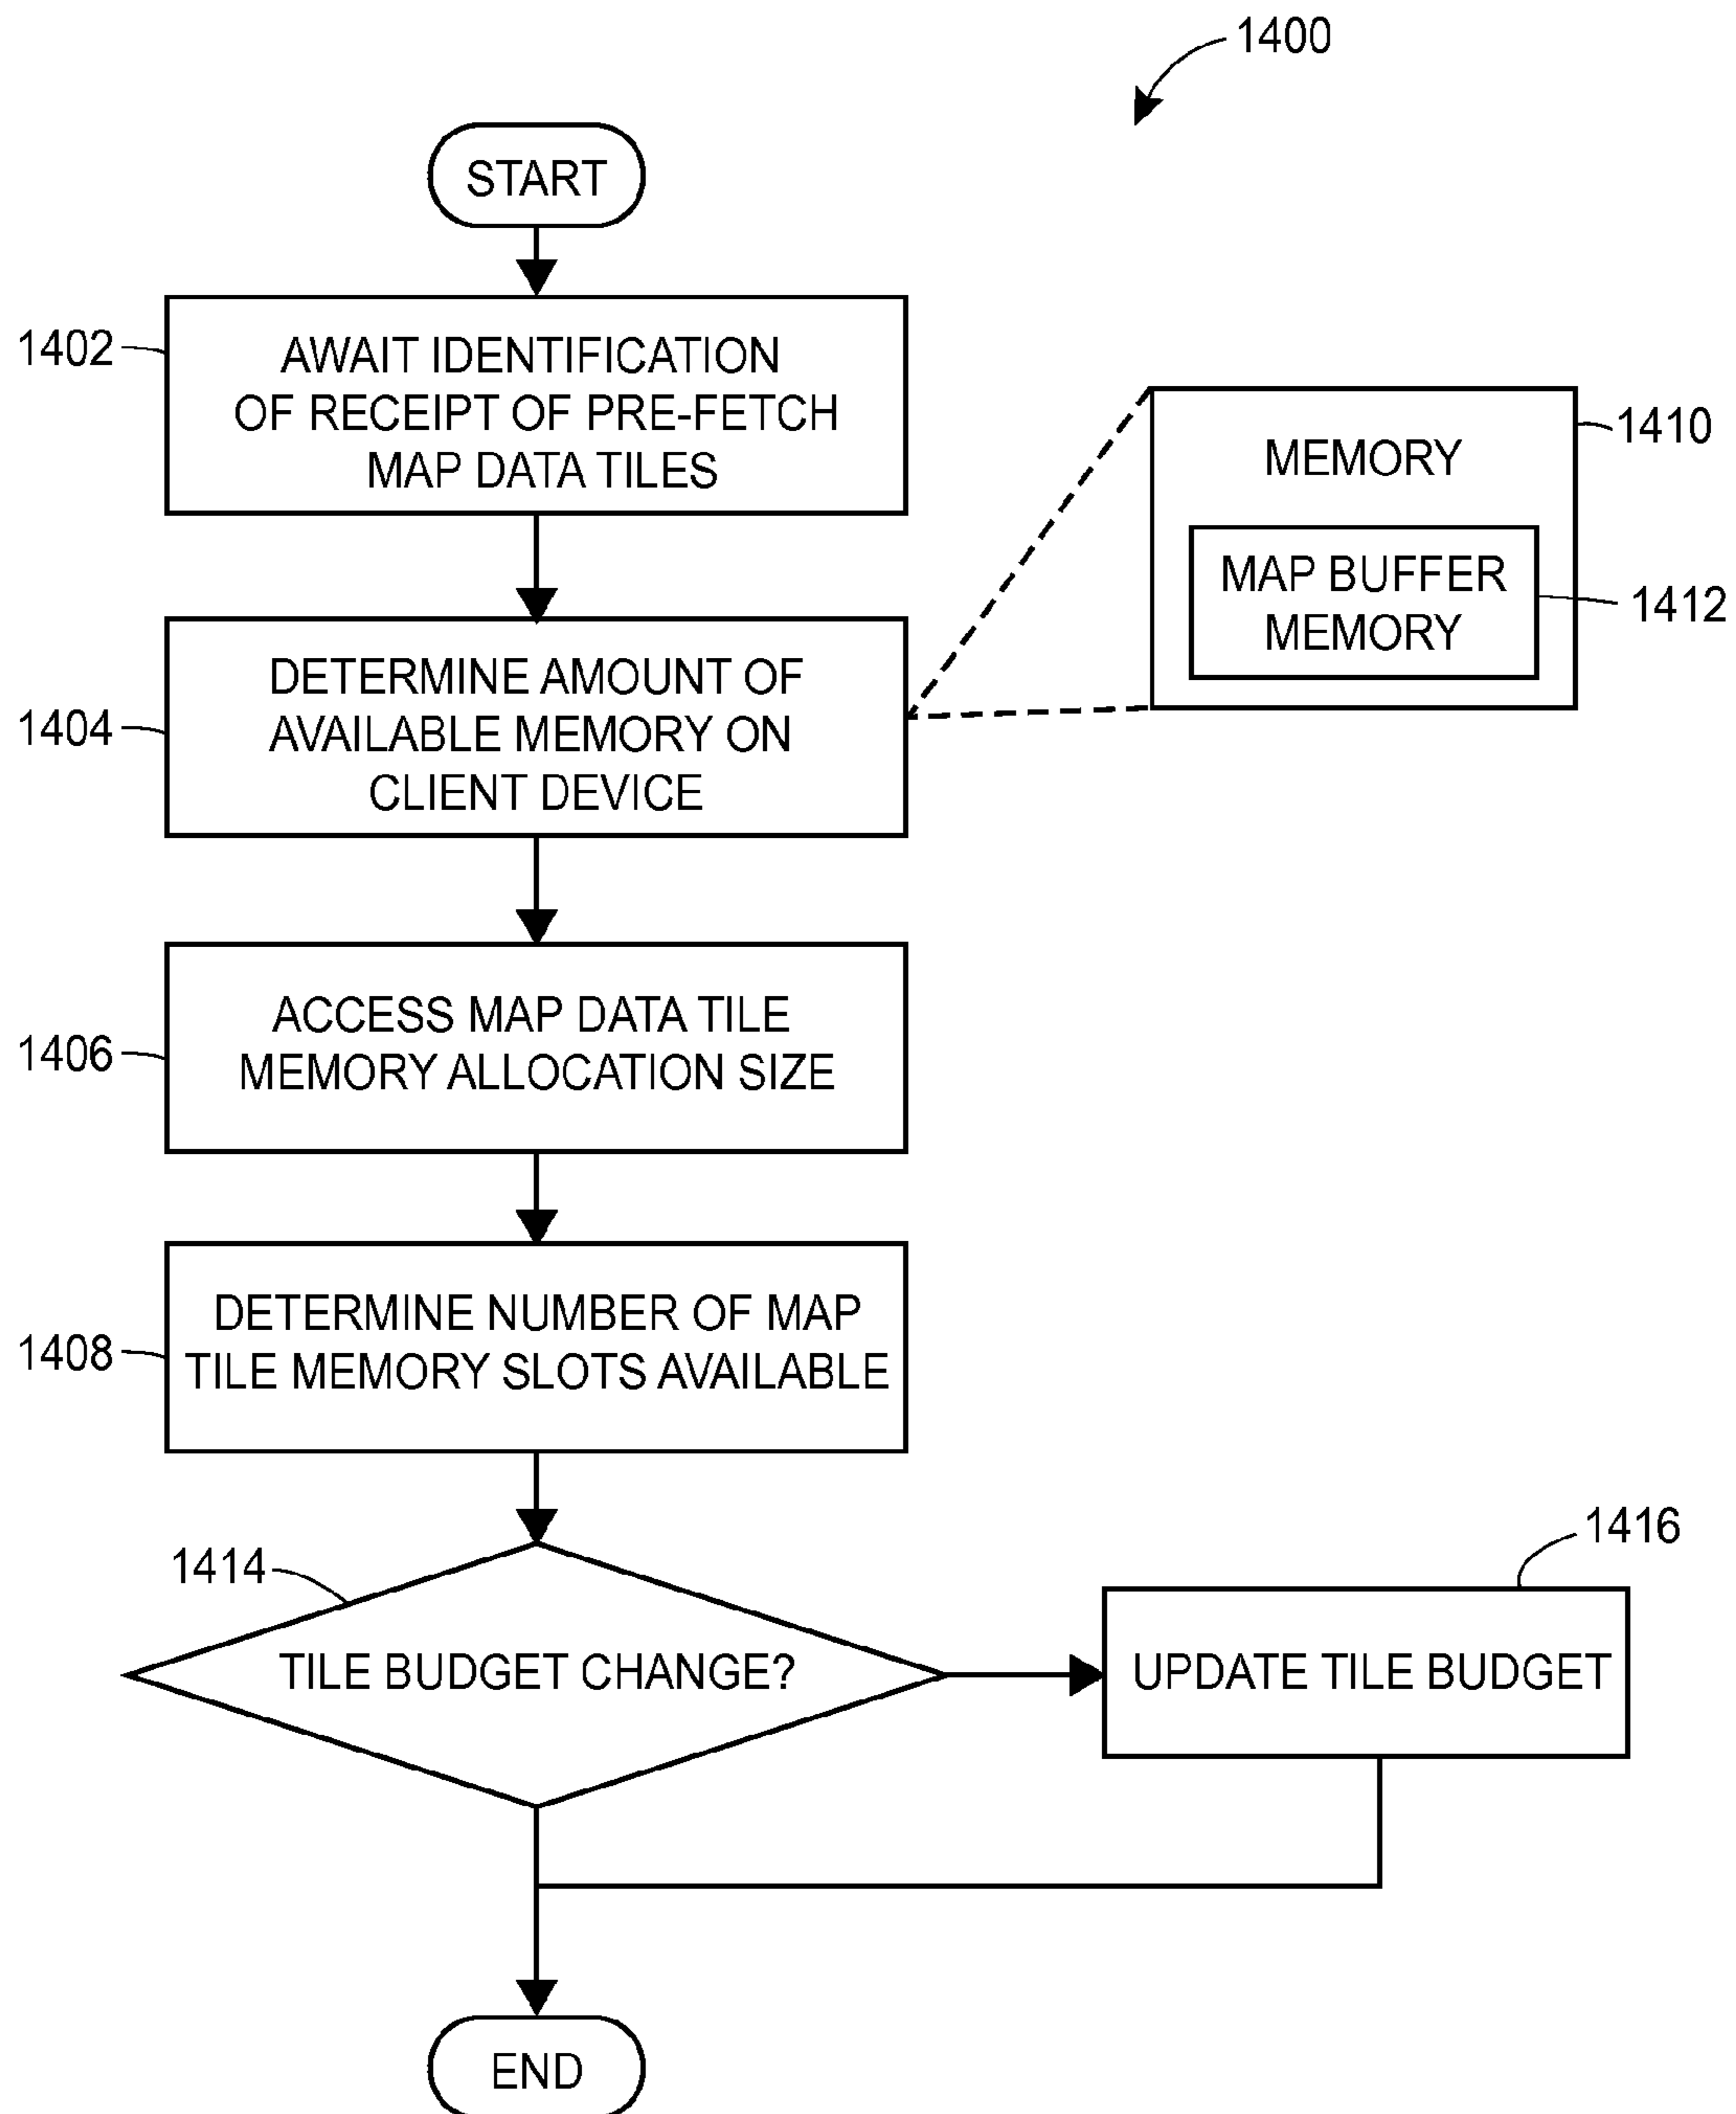 1400
START
1402
AWAIT IDENTIFICATION
OF RECEIPT OF PRE-FETCH
MAP DATA TILES
1410
MEMORY
MAP BUFFER
MEMORY
1412
1404
DETERMINE AMOUNT OF
AVAILABLE MEMORY ON
CLIENT DEVICE
1406
ACCESS MAP DATA TILE
MEMORY ALLOCATION SIZE
1408
DETERMINE NUMBER OF MAP
TILE MEMORY SLOTS AVAILABLE
1414
TILE BUDGET CHANGE?
1416
UPDATE TILE BUDGET
END